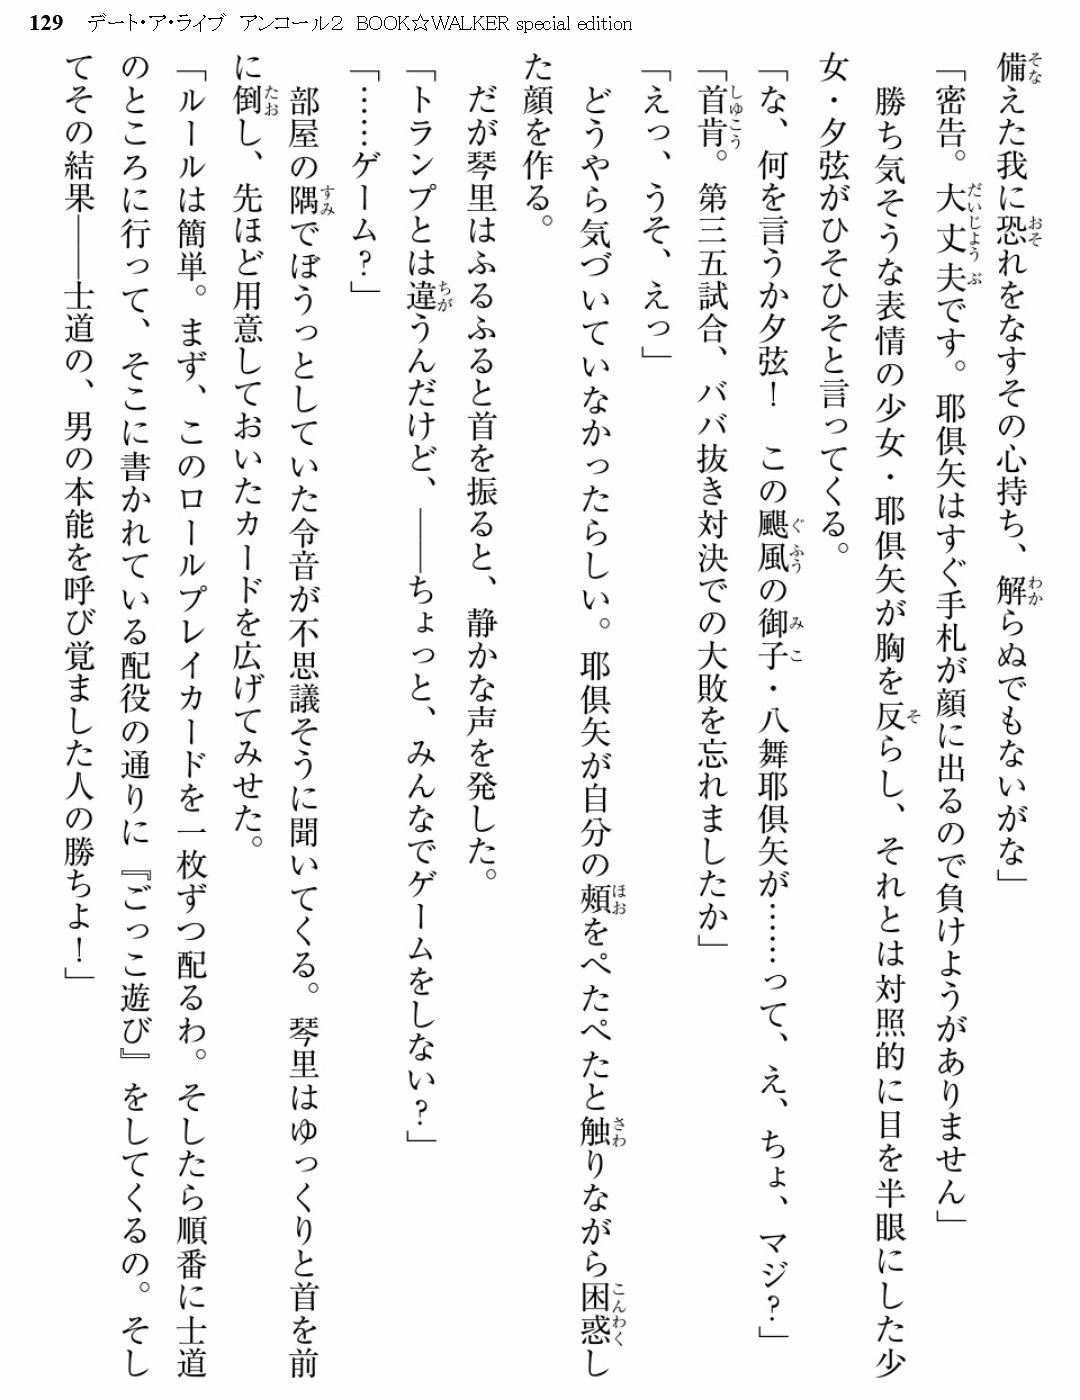 129 デート・ア・ライブ アンコール2 BOOK☆WALKER special edition
備えた我に恐れをなすその心持ち、解らぬでもないがな」
「密告。大丈夫です。耶倶矢はすぐ手札が顔に出るので負けようがありません」
　勝ち気そうな表情の少女・耶倶矢が胸を反らし、それとは対照的に目を半眼にした少
女・夕弦がひそひそと言ってくる。
「な、何を言うか夕弦！　この颶風の御子・八舞耶倶矢が……って、え、ちょ、マジ？」
「首肯。第三五試合、ババ抜き対決での大敗を忘れましたか」
「えっ、うそ、えっ」
　どうやら気づいていなかったらしい。耶倶矢が自分の頰をぺたぺたと触りながら困惑し
た顔を作る。
　だが琴里はふるふると首を振ると、静かな声を発した。
「トランプとは違うんだけど、――ちょっと、みんなでゲームをしない？」
「……ゲーム？」
　部屋の隅でぼうっとしていた令音が不思議そうに聞いてくる。琴里はゆっくりと首を前
に倒し、先ほど用意しておいたカードを広げてみせた。
「ルールは簡単。まず、このロールプレイカードを一枚ずつ配るわ。そしたら順番に士道
のところに行って、そこに書かれている配役の通りに『ごっこ遊び』をしてくるの。そし
てその結果――士道の、男の本能を呼び覚ました人の勝ちよ！」